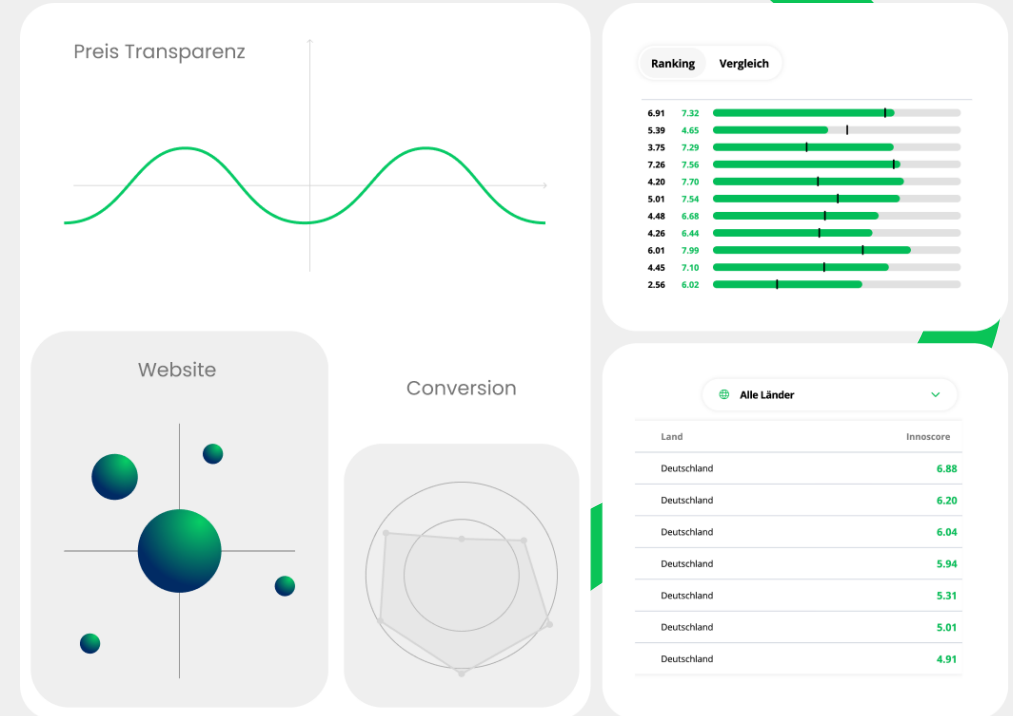 Preis Transparenz
Website
Conversion
Ranking Vergleich
6.91 7.32
5.39 4.65
3.75 7.29
7.26 7.56
4.20 7.70
5.01 7.54
4.48 6.68
4.26 6.44
6.01 7.99
4.45 7.10
2.56 6.02
Alle Länder
Land Innoscore
Deutschland 6.88
Deutschland 6.20
Deutschland 6.04
Deutschland 5.94
Deutschland 5.31
Deutschland 5.01
Deutschland 4.91